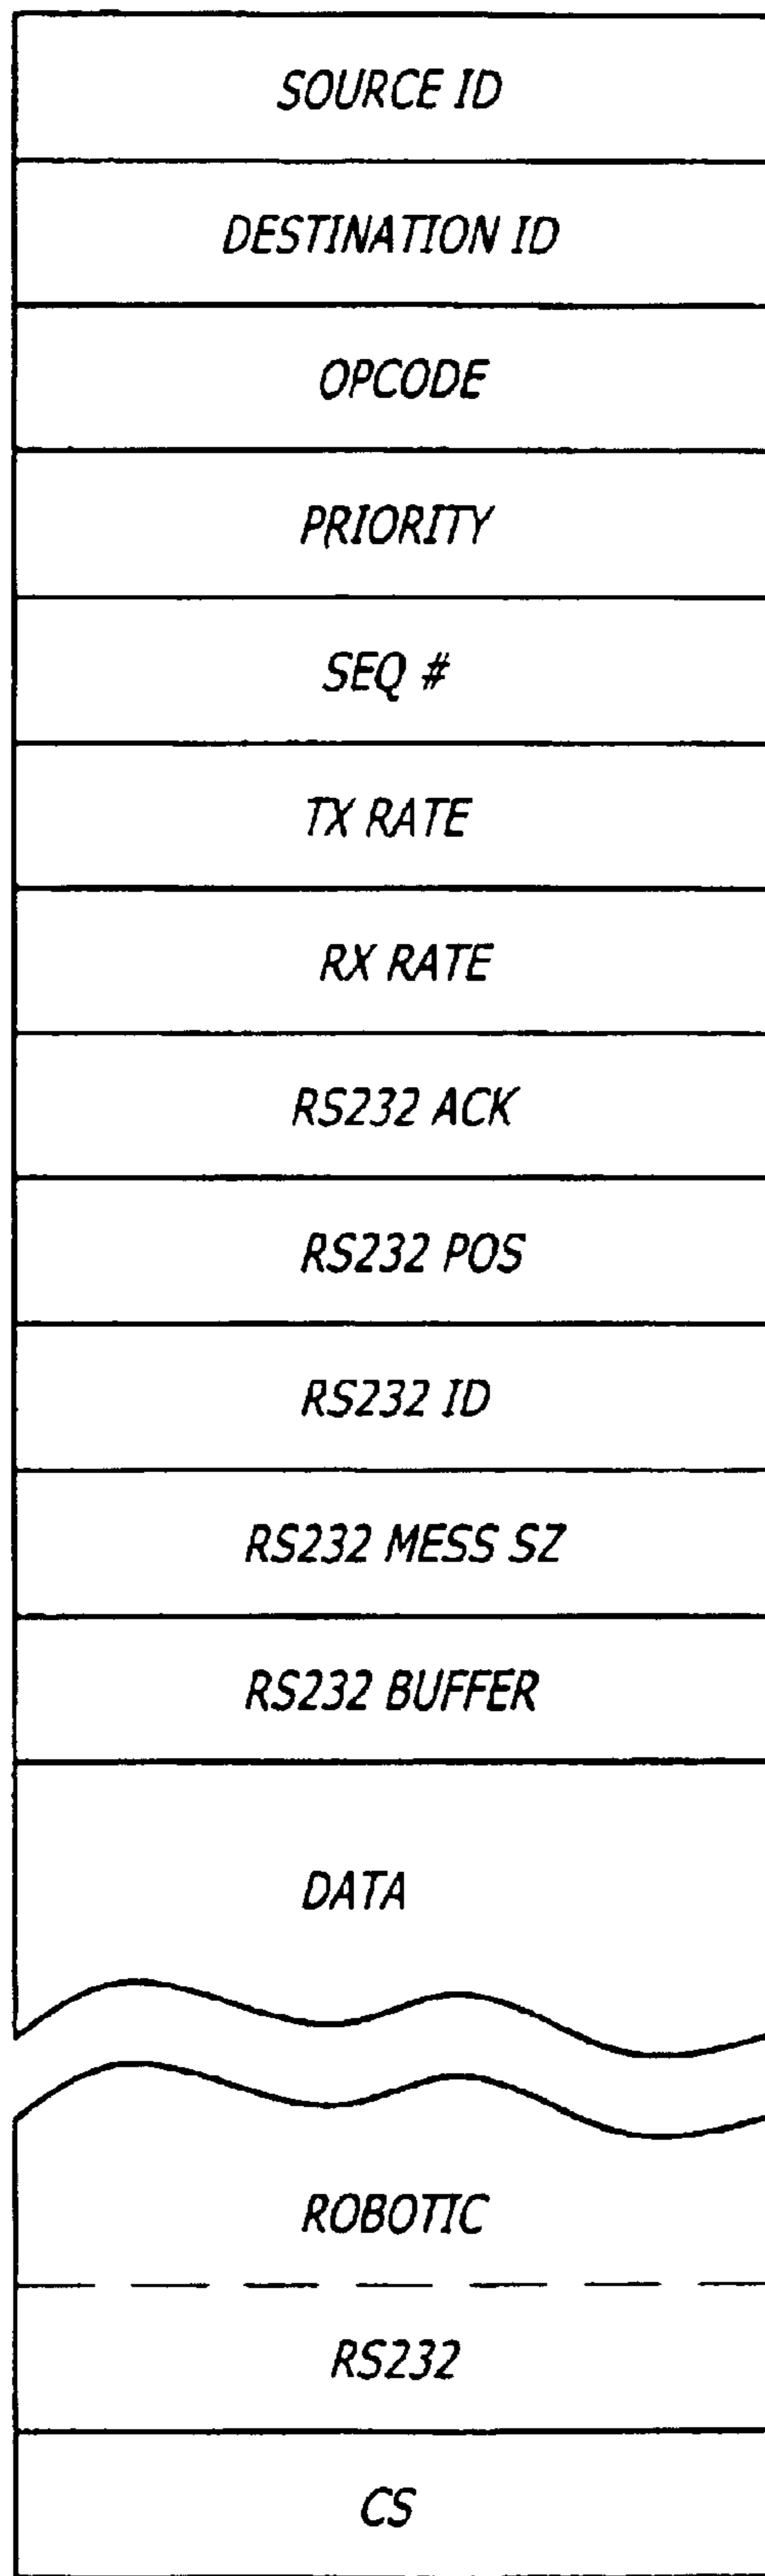 SOURCE ID
DESTINATION ID
OPCODE
PRIORITY
SEQ #
TX RATE
RX RATE
RS232 ACK
RS232 POS
RS232 ID
RS232 MESS SZ
RS232 BUFFER
DATA
ROBOTIC
RS232
CS